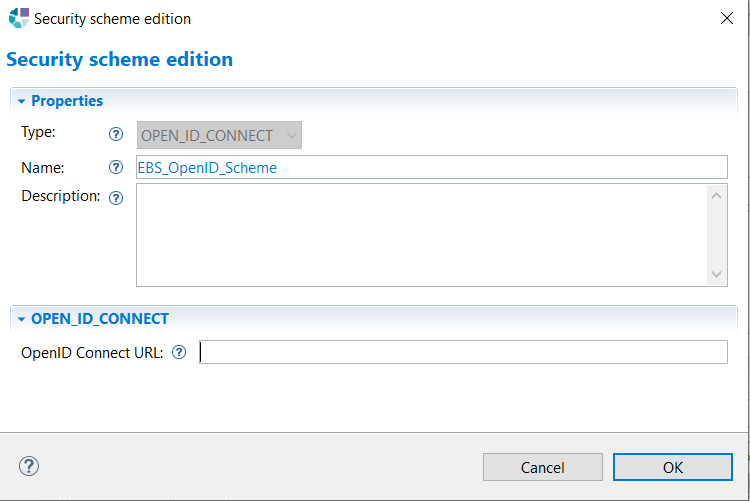 Security scheme edition
Security scheme edition
Properties
Type: ? OPEN_ID_CONNECT
Name: ? EBS_OpenID_Scheme
Description: ?
OPEN_ID_CONNECT
OpenID Connect URL: ?
? Cancel OK